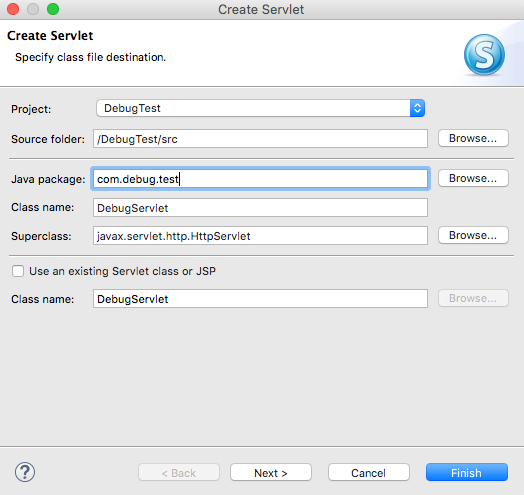 Create Servlet
Create Servlet
Specify class file destination.
S
Project: DebugTest
Source folder: /DebugTest/src Browse...
Java package: com.debug.test Browse...
Class name: DebugServlet
Superclass: javax.servlet.http.HttpServlet Browse...
Use an existing Servlet class or JSP
Class name: DebugServlet Browse...
? < Back Next > Cancel Finish